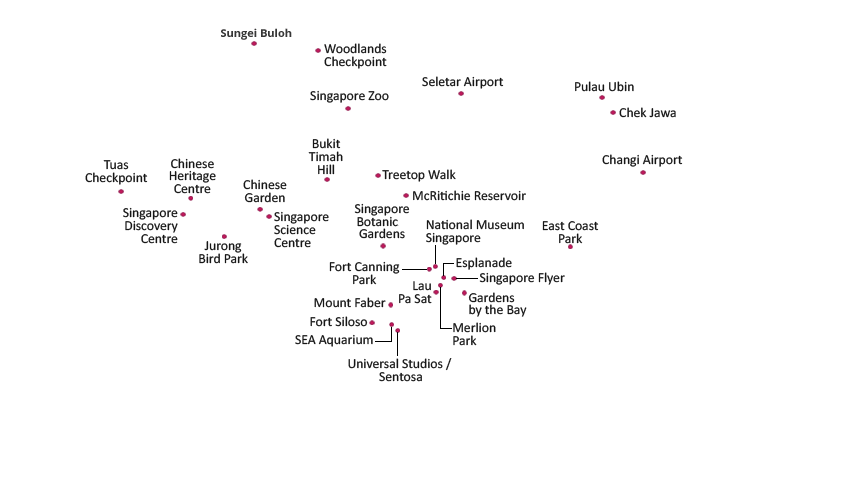 Sungei Buloh
Woodlands
Checkpoint
Seletar Airport
Pulau Ubin
Singapore Zoo
Chek Jawa
Bukit
Timah
Hill
Changi Airport
Tuas
Checkpoint
Chinese
Heritage
Centre
Treetop Walk
Chinese
Garden
McRitichie Reservoir
Singapore
Discovery
Centre
Singapore
Science
Centre
Singapore
Botanic
Gardens
National Museum
Singapore
East Coast
Park
Jurong
Bird Park
Fort Canning
Park
Esplanade
Singapore Flyer
Lau
Pa Sat
Gardens
by the Bay
Mount Faber
Fort Siloso
Merlion
Park
SEA Aquarium
Universal Studios /
Sentosa